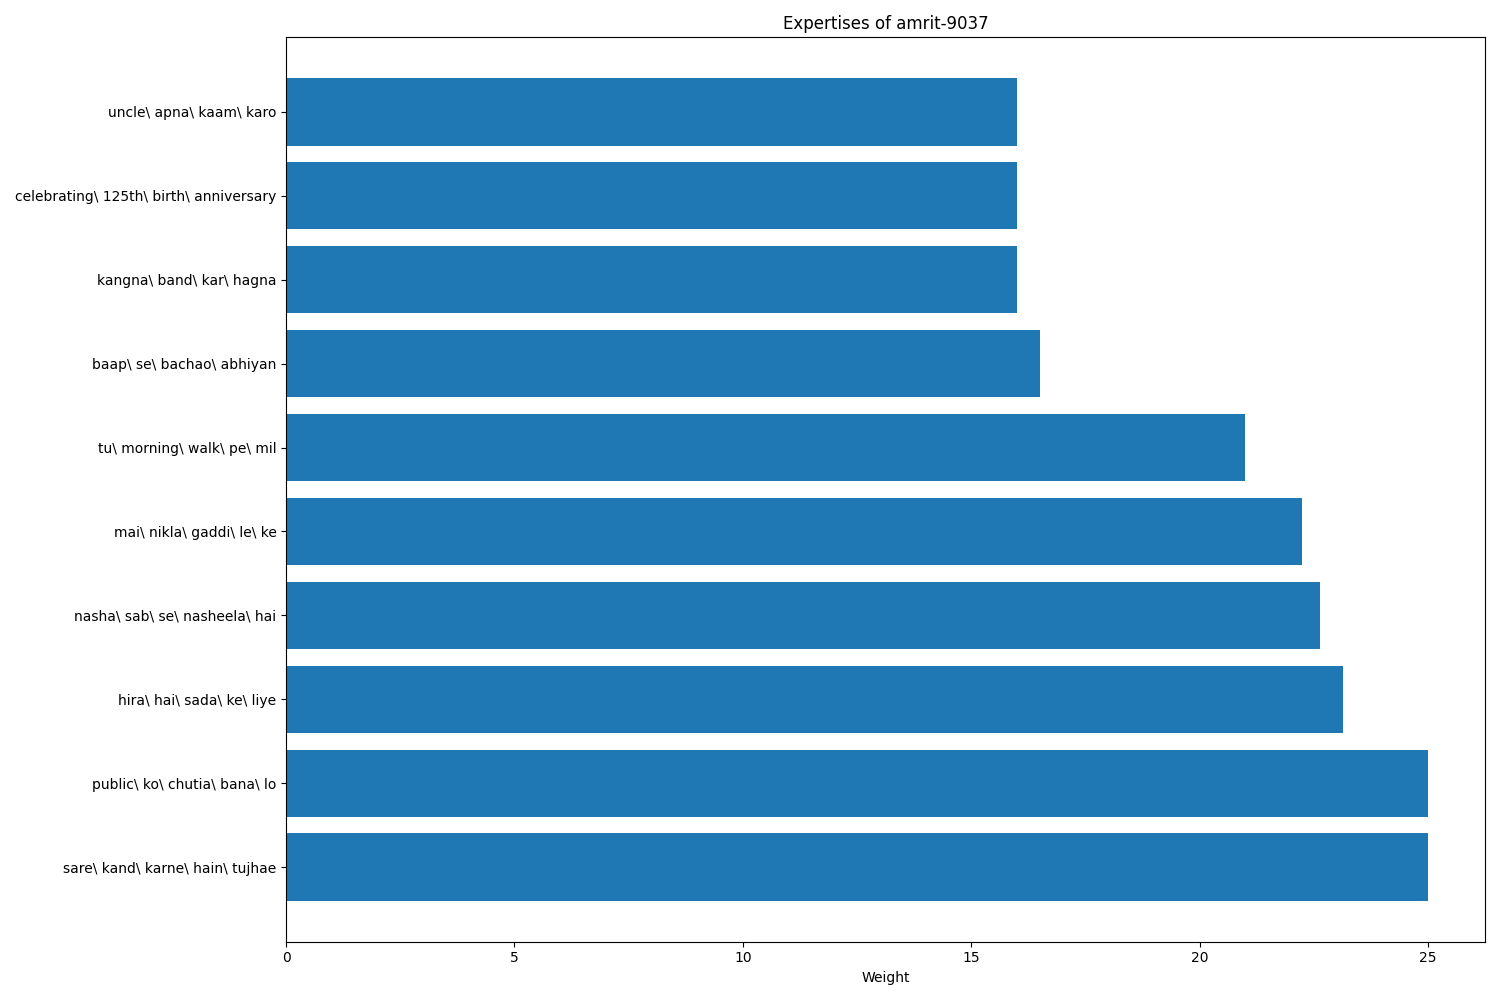 Expertises of amrit-9037
uncle\ apna\ kaam\ karo
celebrating\ 125th\ birth\ anniversary
kangna\ band\ kar\ hagna
baap\ se\ bachao\ abhiyan
tu\ morning\ walk\ pe\ mil
mai\ nikla\ gaddi\ le\ ke
nasha\ sab\ se\ nasheela\ hai
hira\ hai\ sada\ ke\ liye
public\ ko\ chutia\ bana\ lo
sare\ kand\ karne\ hain\ tujhae
0 5 10 15 20 25
Weight